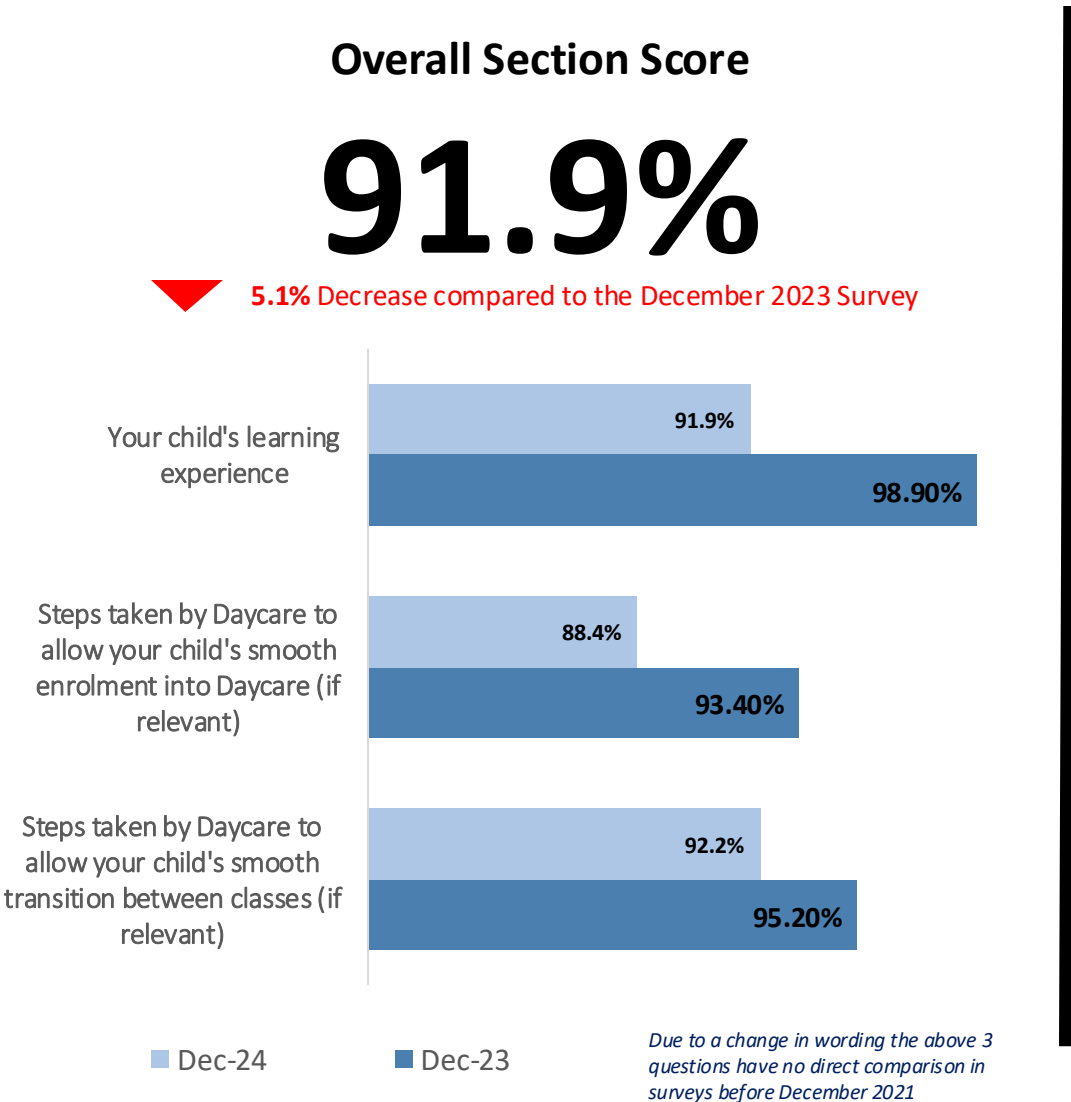 Overall Section Score
91.9%
5.1% Decrease compared to the December 2023 Survey
Your child's learning
experience
91.9%
98.90%
Steps taken by Daycare to
allow your child's smooth
enrolment into Daycare (if
relevant)
88.4%
93.40%
Steps taken by Daycare to
allow your child's smooth
transition between classes (if
relevant)
92.2%
95.20%
Dec-24
Dec-23
Due to a change in wording the above 3
questions have no direct comparison in
surveys before December 2021